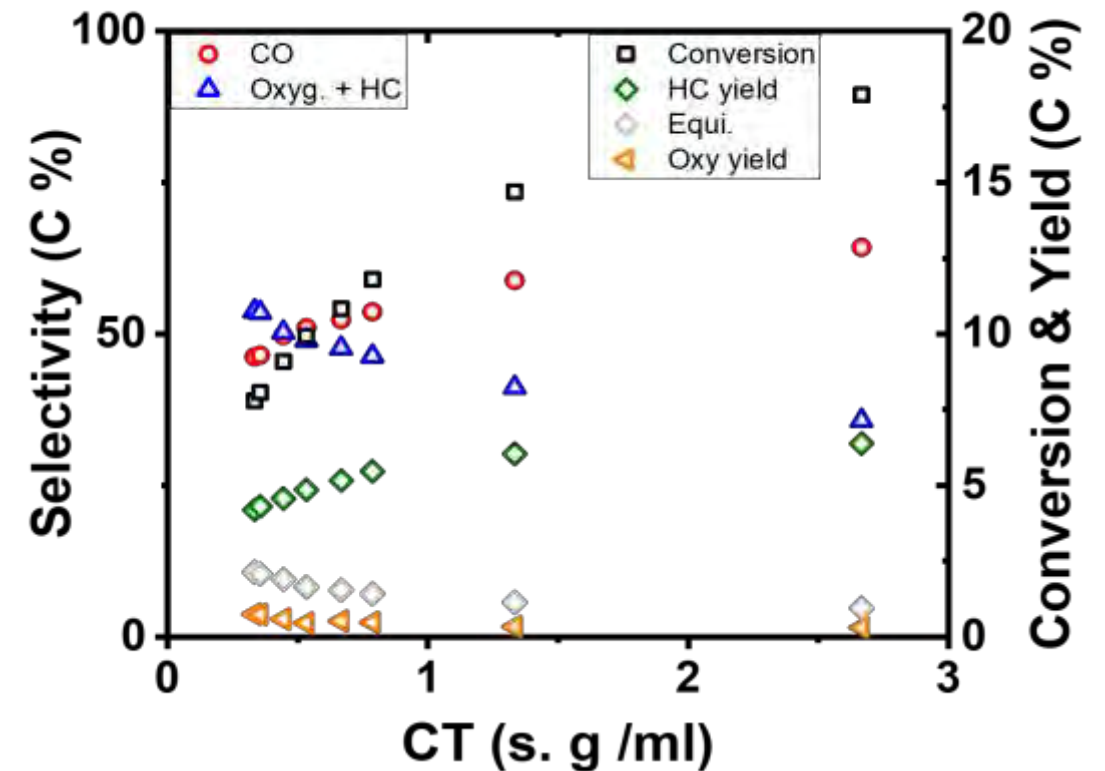 100
50
0
Selectivity (C %)
CO
Oxyg. + HC
Conversion
HC yield
Equi.
Oxy yield
20
15
10
5
0
Conversion & Yield (C %)
0 1 2 3
CT (s. g /ml)